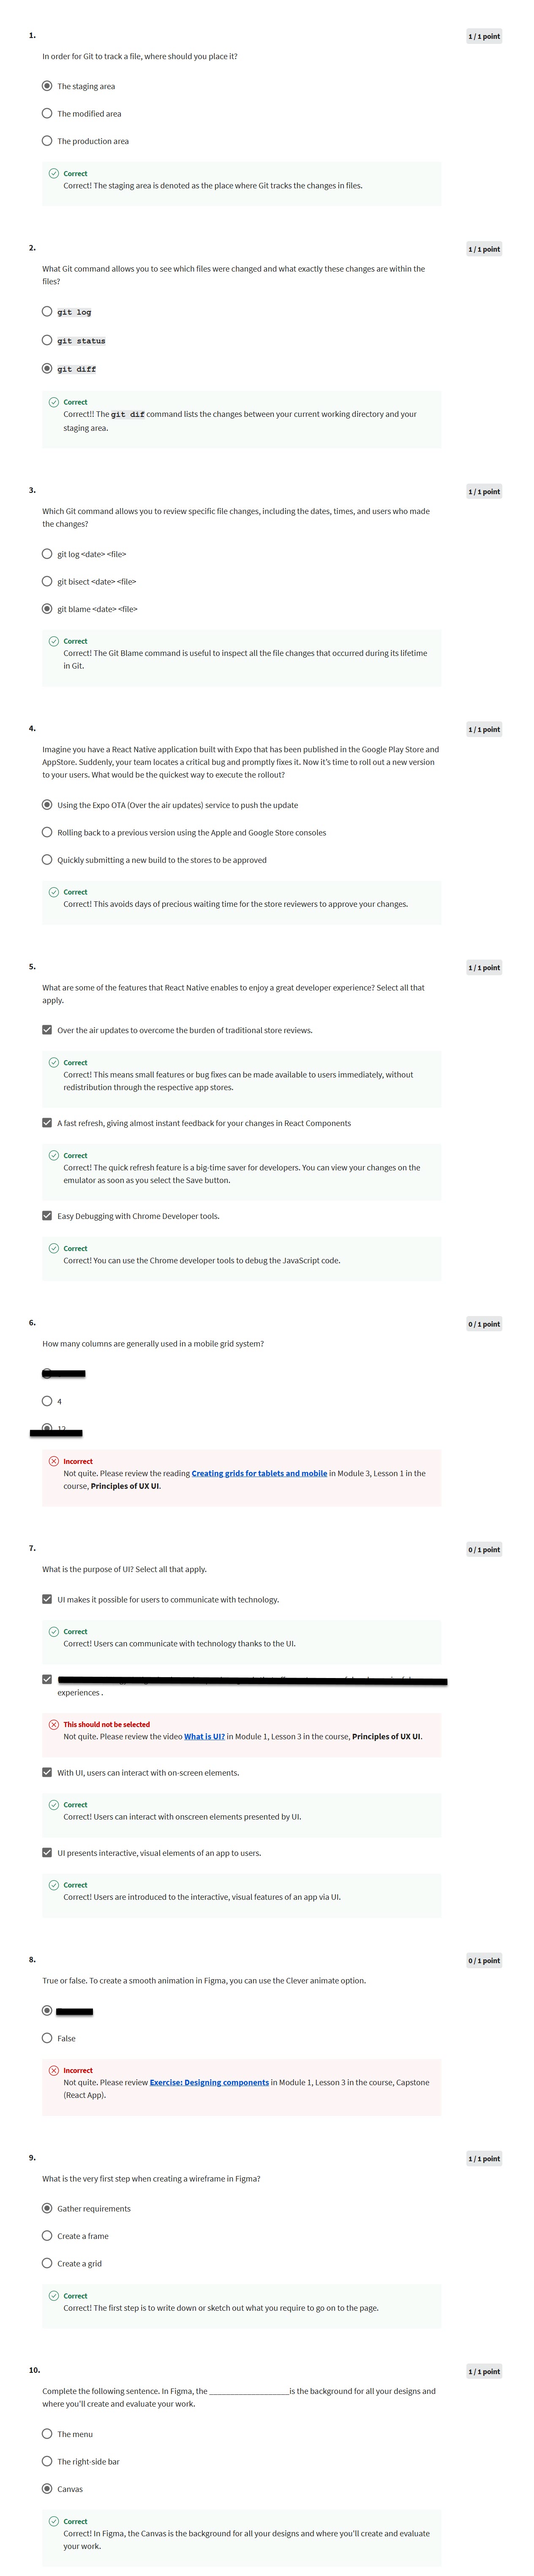 1.
1 / 1 point
In order for Git to track a file, where should you place it?
The staging area
The modified area
The production area
Correct
Correct! The staging area is denoted as the place where Git tracks the changes in files.
2.
1 / 1 point
What Git command allows you to see which files were changed and what exactly these changes are within the
files?
git log
git status
git diff
Correct
Correct!! The git dif command lists the changes between your current working directory and your
staging area.
3.
1 / 1 point
Which Git command allows you to review specific file changes, including the dates, times, and users who made
the changes?
git log <date> <file>
git bisect <date> <file>
git blame <date> <file>
Correct
Correct! The Git Blame command is useful to inspect all the file changes that occurred during its lifetime
in Git.
4.
1 / 1 point
Imagine you have a React Native application built with Expo that has been published in the Google Play Store and
AppStore. Suddenly, your team locates a critical bug and promptly fixes it. Now it's time to roll out a new version
to your users. What would be the quickest way to execute the rollout?
Using the Expo OTA (Over the air updates) service to push the update
Rolling back to a previous version using the Apple and Google Store consoles
Quickly submitting a new build to the stores to be approved
Correct
Correct! This avoids days of precious waiting time for the store reviewers to approve your changes.
5.
1 / 1 point
What are some of the features that React Native enables to enjoy a great developer experience? Select all that
apply.
Over the air updates to overcome the burden of traditional store reviews.
Correct
Correct! This means small features or bug fixes can be made available to users immediately, without
redistribution through the respective app stores.
A fast refresh, giving almost instant feedback for your changes in React Components
Correct
Correct! The quick refresh feature is a big-time saver for developers. You can view your changes on the
emulator as soon as you select the Save button.
Easy Debugging with Chrome Developer tools.
Correct
Correct! You can use the Chrome developer tools to debug the JavaScript code.
6.
0 / 1 point
How many columns are generally used in a mobile grid system?
4
Incorrect
Not quite. Please review the reading Creating grids for tablets and mobile in Module 3, Lesson 1 in the
course, Principles of UX UI.
7.
0 / 1 point
What is the purpose of UI? Select all that apply.
UI makes it possible for users to communicate with technology.
Correct
Correct! Users can communicate with technology thanks to the UI.
experiences .
This should not be selected
Not quite. Please review the video What is UI? in Module 1, Lesson 3 in the course, Principles of UX UI.
With UI, users can interact with on-screen elements.
Correct
Correct! Users can interact with onscreen elements presented by UI.
UI presents interactive, visual elements of an app to users.
Correct
Correct! Users are introduced to the interactive, visual features of an app via UI.
8.
0 / 1 point
True or false. To create a smooth animation in Figma, you can use the Clever animate option.
False
Incorrect
Not quite. Please review Exercise: Designing components in Module 1, Lesson 3 in the course, Capstone
(React App).
9.
1 / 1 point
What is the very first step when creating a wireframe in Figma?
Gather requirements
Create a frame
Create a grid
Correct
Correct! The first step is to write down or sketch out what you require to go on to the page.
10.
1 / 1 point
Complete the following sentence. In Figma, the ____________________is the background for all your designs and
where you'll create and evaluate your work.
The menu
The right-side bar
Canvas
Correct
Correct! In Figma, the Canvas is the background for all your designs and where you'll create and evaluate
your work.